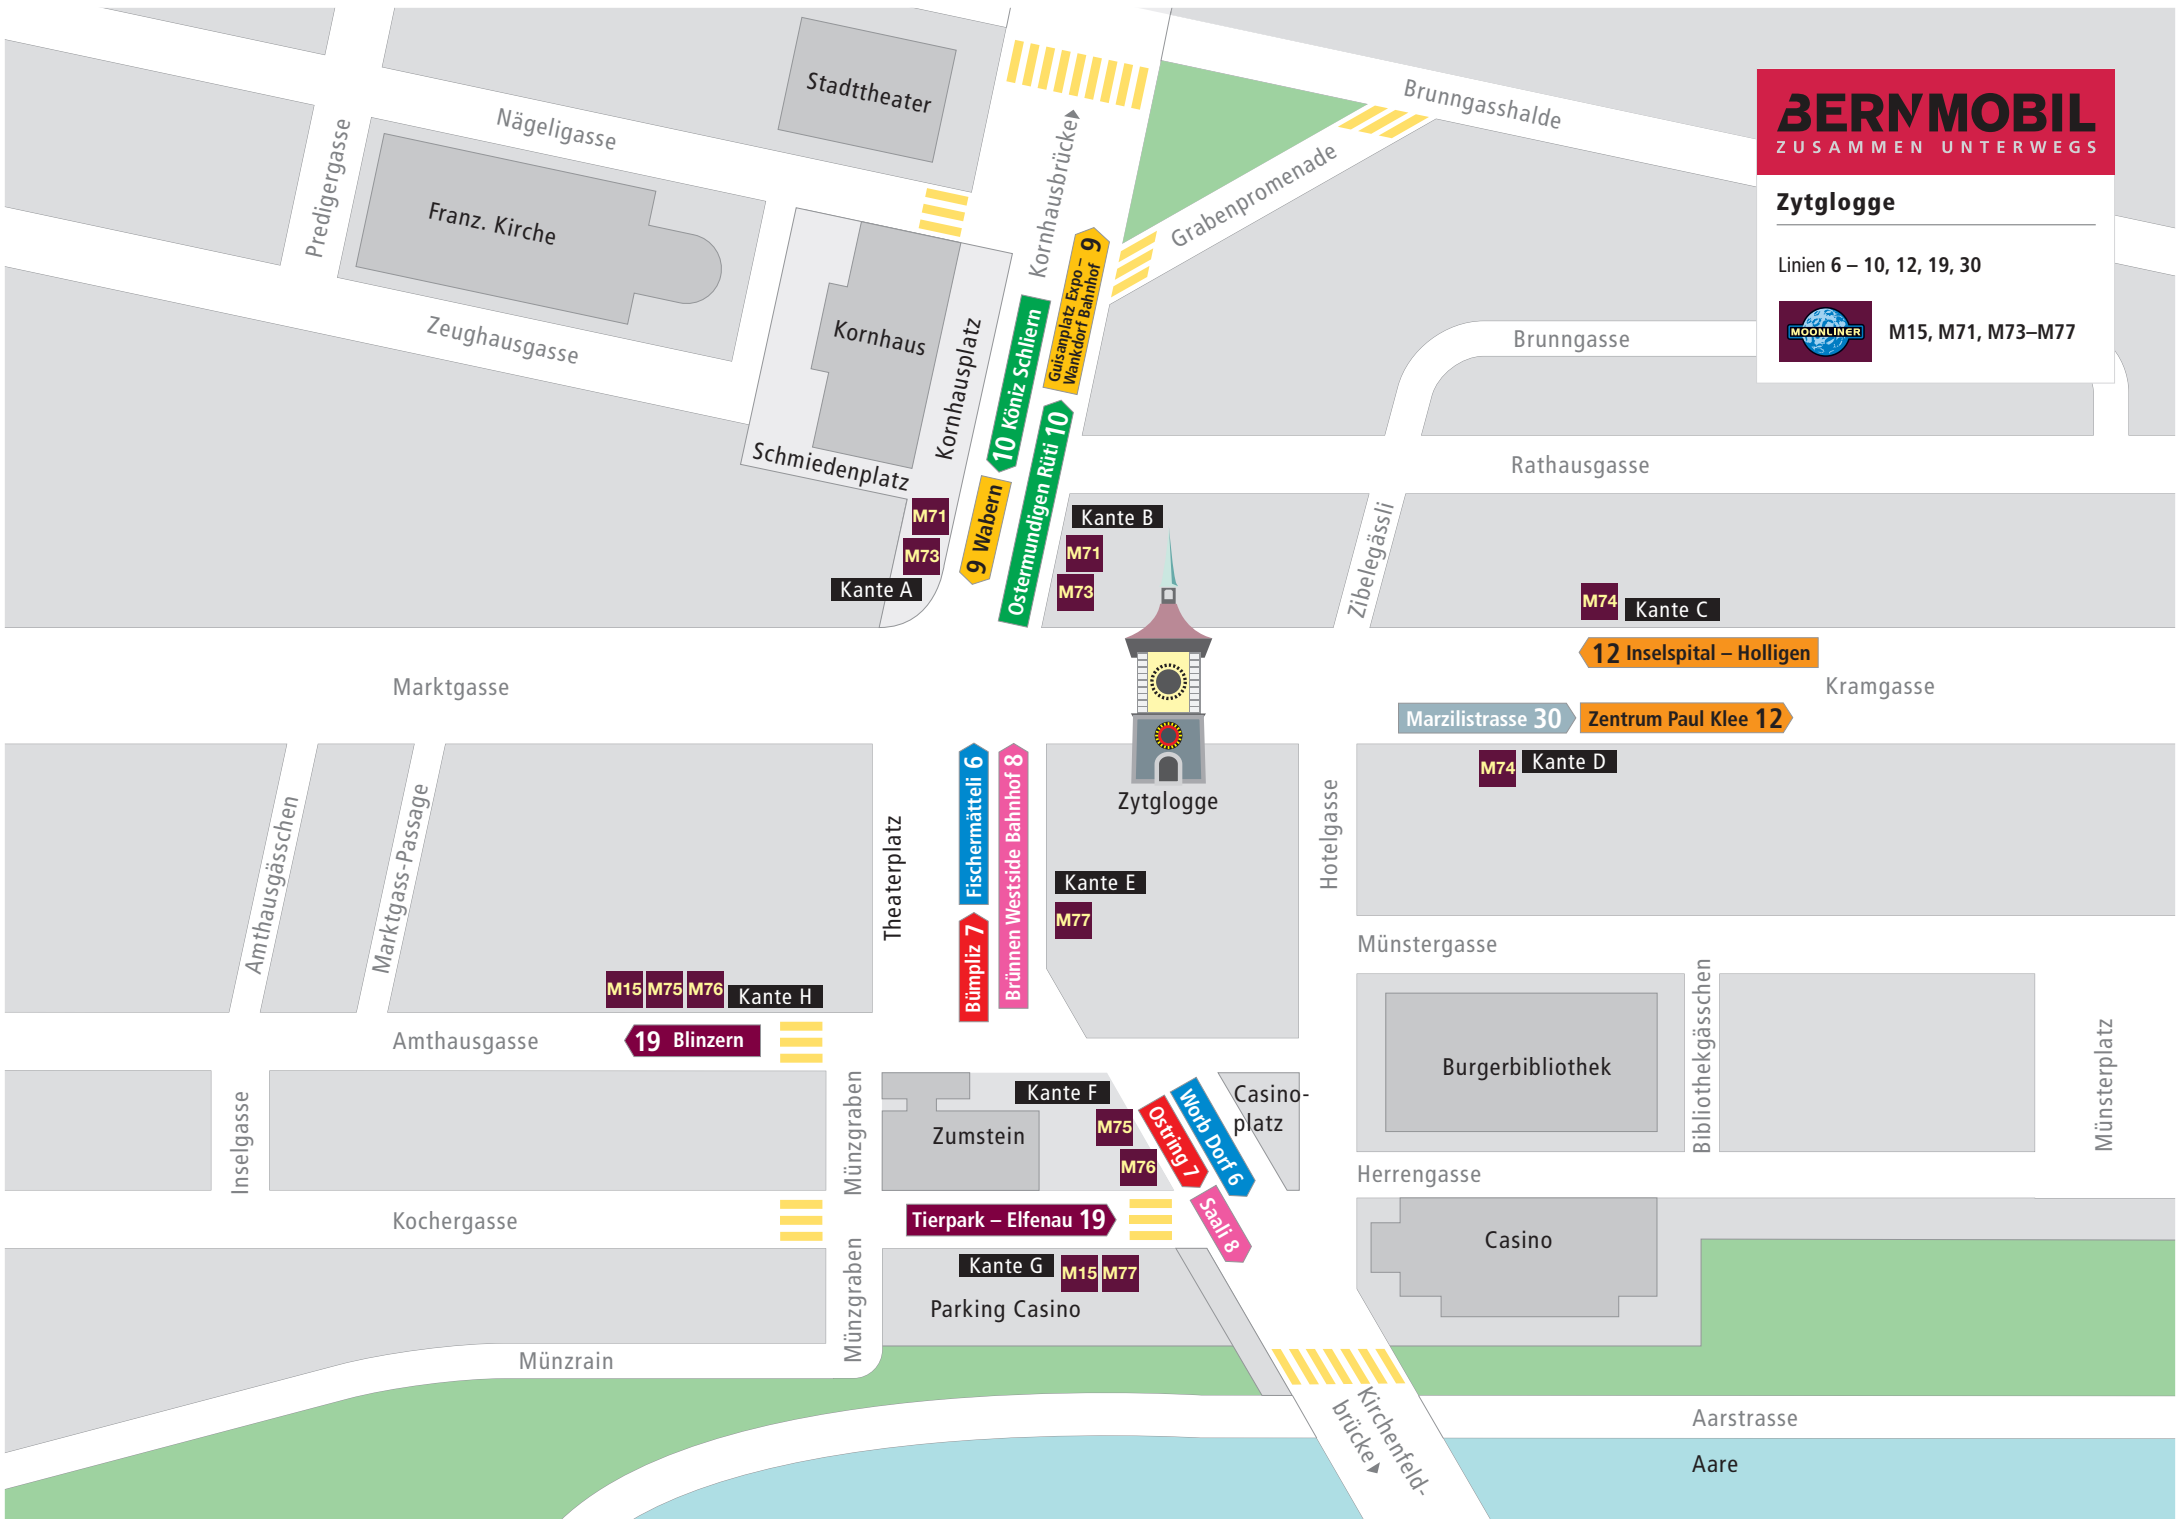 BERNMOBIL
ZUSAMMEN UNTERWEGS
Zytglogge
Linien 6 – 10, 12, 19, 30
MOONLINER
M15, M71, M73–M77
Stadttheater
Nägeligasse
Predigergasse
Franz. Kirche
Zeughausgasse
Kornhaus
Kornhausplatz
Schmiedenplatz
Kornhausbrücke
Brunngasshalde
Grabenpromenade
Brunngasse
Rathausgasse
Zibelegässli
10 Köniz Schliern
Guisanplatz Expo –
Wankdorf Bahnhof
9
9 Wabern
Ostermundigen Rüti 10
M71
M73
Kante A
Kante B
M71
M73
M74
Kante C
12 Inselspital – Holligen
Marktgasse
Kramgasse
Marzilistrasse 30
Zentrum Paul Klee 12
M74
Kante D
Zytglogge
Fischermätteli 6
Brünnen Westside Bahnhof 8
Bümpliz 7
Theaterplatz
Kante E
M77
Hotelgasse
Amthausgässchen
Marktgass-Passage
Münstergasse
M15
M75
M76
Kante H
Amthausgasse
19 Blinzern
Burgerbibliothek
Bibliothekgässchen
Münsterplatz
Inselgasse
Münzgraben
Zumstein
Kante F
M75
M76
Ostring 7
Worb Dorf 6
Saali 8
Casino-
platz
Herrengasse
Kochergasse
Tierpark – Elfenau 19
Kante G
M15
M77
Parking Casino
Casino
Münzgraben
Münzrain
Kirchenfeld-
brücke
Aarstrasse
Aare